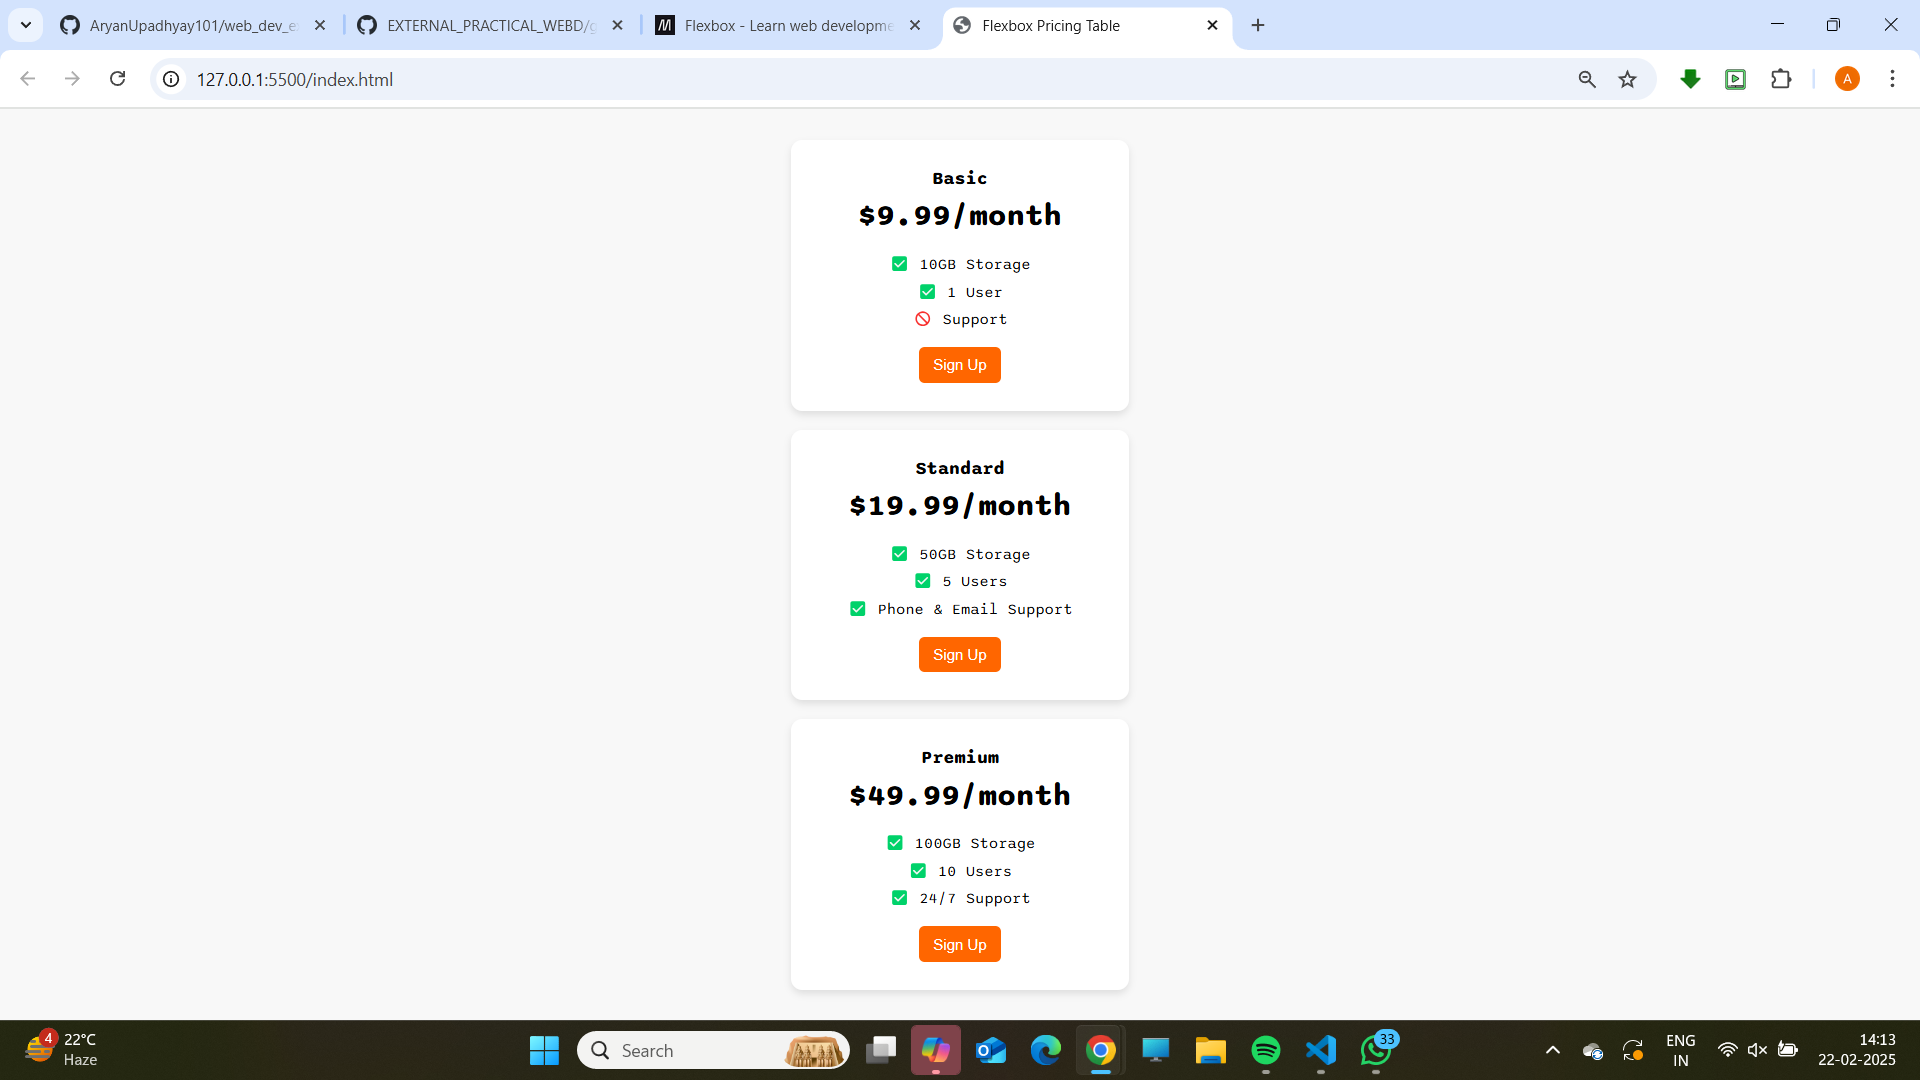 AryanUpadhyay101/web_dev_e
EXTERNAL_PRACTICAL_WEBD/g
Flexbox - Learn web developme
Flexbox Pricing Table
127.0.0.1:5500/index.html
A
Basic
$9.99/month
10GB Storage
1 User
Support
Sign Up
Standard
$19.99/month
50GB Storage
5 Users
Phone & Email Support
Sign Up
Premium
$49.99/month
100GB Storage
10 Users
24/7 Support
Sign Up
4
22°C
Haze
Search
33
ENG
IN
14:13
22-02-2025